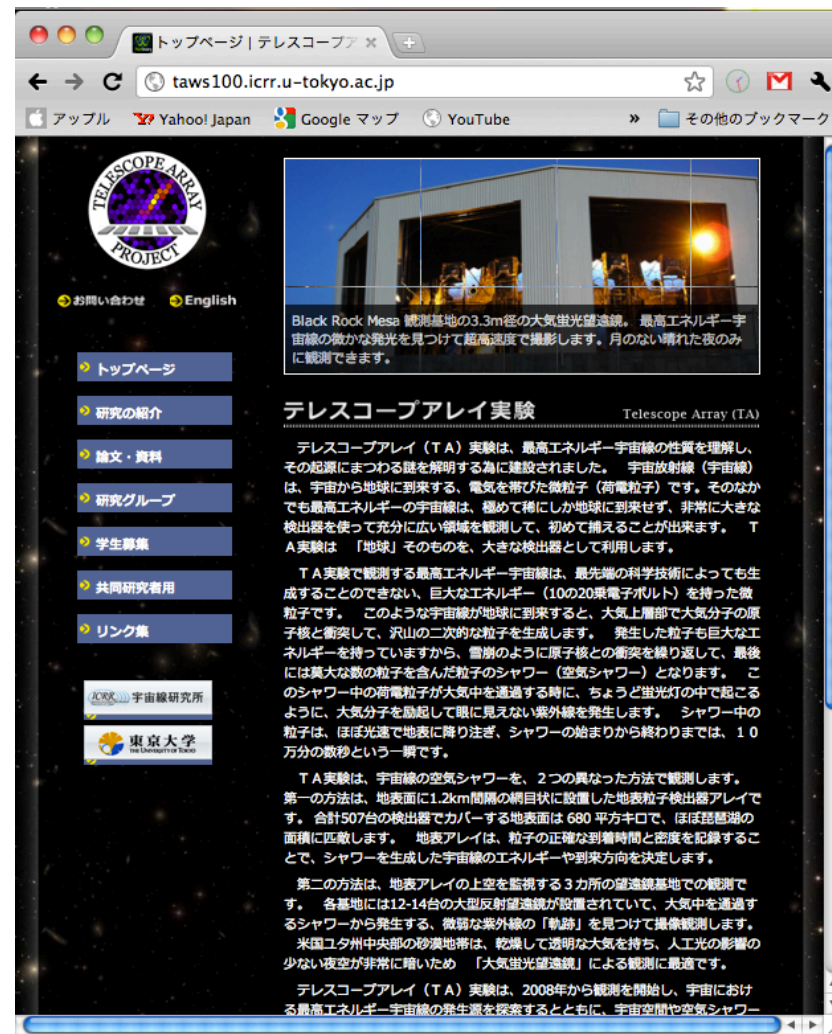 トップページ | テレスコープア
taws100.icrr.u-tokyo.ac.jp
アップル Yahoo! Japan Google マップ YouTube » その他のブックマーク
TELESCOPE ARRAY PROJECT
お問い合わせ English
トップページ
研究の紹介
論文・資料
研究グループ
学生募集
共同研究者用
リンク集
ICRR 宇宙線研究所
東京大学
THE UNIVERSITY OF TOKYO
Black Rock Mesa 観測基地の3.3m径の大気蛍光望遠鏡。 最高エネルギー宇
宙線の微かな発光を見つけて超高速度で撮影します。月のない晴れた夜のみ
に観測できます。
テレスコープアレイ実験 Telescope Array (TA)
テレスコープアレイ（ＴＡ）実験は、最高エネルギー宇宙線の性質を理解し、
その起源にまつわる謎を解明する為に建設されました。 宇宙放射線（宇宙線）
は、宇宙から地球に到来する、電気を帯びた微粒子（荷電粒子）です。そのなか
でも最高エネルギーの宇宙線は、極めて稀にしか地球に到来せず、非常に大きな
検出器を使って充分に広い領域を観測して、初めて捕えることが出来ます。 Ｔ
Ａ実験は 「地球」そのものを、大きな検出器として利用します。
ＴＡ実験で観測する最高エネルギー宇宙線は、最先端の科学技術によっても生
成することのできない、巨大なエネルギー（10の20乗電子ボルト）を持った微
粒子です。 このような宇宙線が地球に到来すると、大気上層部で大気分子の原
子核と衝突して、沢山の二次的な粒子を生成します。 発生した粒子も巨大なエ
ネルギーを持っていますから、雪崩のように原子核との衝突を繰り返して、最後
には莫大な数の粒子を含んだ粒子のシャワー（空気シャワー）となります。 こ
のシャワー中の荷電粒子が大気中を通過する時に、ちょうど蛍光灯の中で起こる
ように、大気分子を励起して眼に見えない紫外線を発生します。 シャワー中の
粒子は、ほぼ光速で地表に降り注ぎ、シャワーの始まりから終わりまでは、１０
万分の数秒という一瞬です。
ＴＡ実験は、宇宙線の空気シャワーを、２つの異なった方法で観測します。
第一の方法は、地表面に1.2km間隔の網目状に設置した地表粒子検出器アレイで
す。 合計507台の検出器でカバーする地表面は 680 平方キロで、ほぼ琵琶湖の
面積に匹敵します。 地表アレイは、粒子の正確な到着時間と密度を記録するこ
とで、シャワーを生成した宇宙線のエネルギーや到来方向を決定します。
第二の方法は、地表アレイの上空を監視する３カ所の望遠鏡基地での観測で
す。 各基地には12-14台の大型反射望遠鏡が設置されていて、大気中を通過す
るシャワーから発生する、微弱な紫外線の「軌跡」を見つけて撮像観測します。
米国ユタ州中央部の砂漠地帯は、乾燥して透明な大気を持ち、人工光の影響の
少ない夜空が非常に暗いため 「大気蛍光望遠鏡」による観測に最適です。
テレスコープアレイ（ＴＡ）実験は、2008年から観測を開始し、宇宙におけ
る最高エネルギー宇宙線の発生源を探索するとともに、宇宙空間や空気シャワー